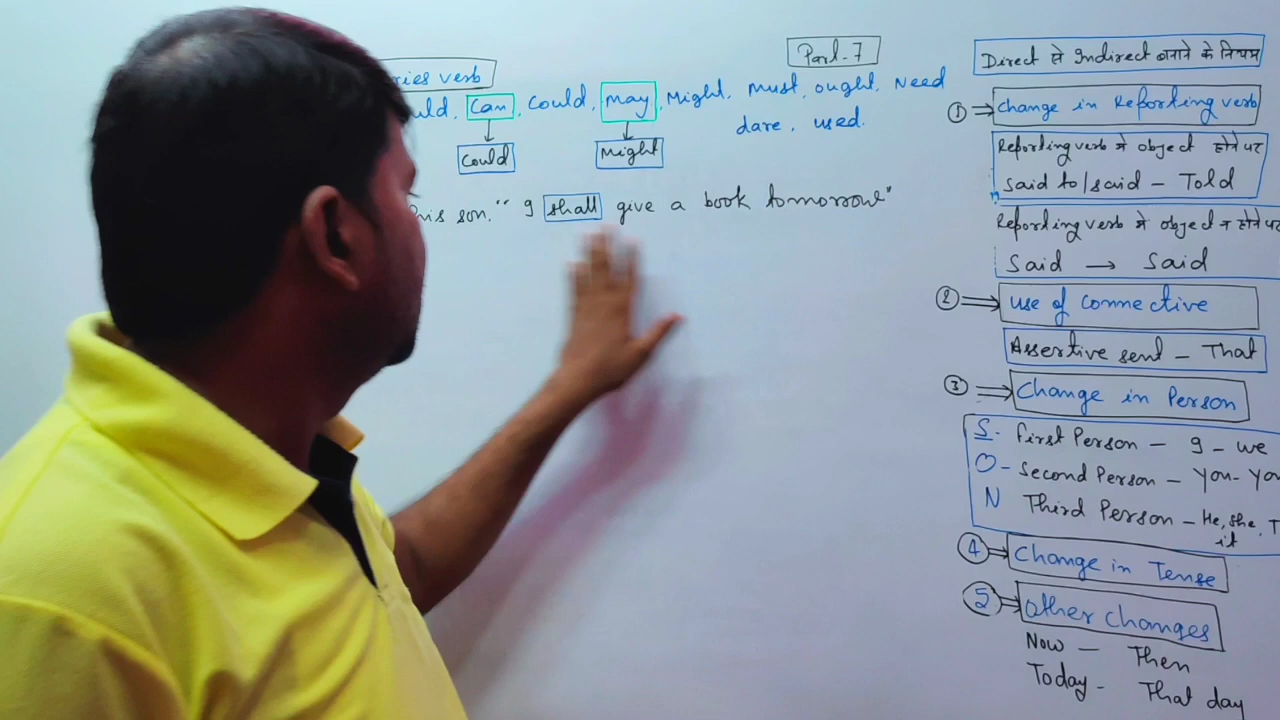 Part-7
ries verb
uld, Can, Could, may, Might, Must, ought, Need
dare, used.
Could
Might
his son. “ I shall give a book tomorrow”
Direct से Indirect बनाने के नियम
① ⇒ Change in Reporting verb
Reporting verb मे object होने पर
Said to/said – Told
Reporting verb मे object न होने पर
Said → Said
② ⇒ use of connective
Assertive sent – That
③ ⇒ Change in Person
S. First Person – I – we
O – Second Person – You – You
N Third Person – He, she, T
it
④ ⇒ Change in Tense
⑤ ⇒ other changes
Now – Then
Today - That day